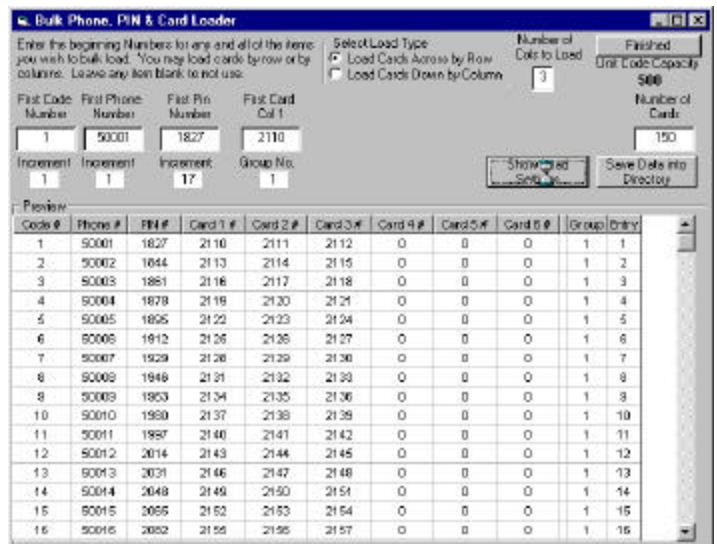 Bulk Phone, PIN & Card Loader
Enter the beginning Numbers for any and all of the items
you wish to bulk load. You may load cards by row or by
columns. Leave any item blank to not use.
Select Load Type
Load Cards Across by Row
Load Cards Down by Column
Number of
Cols to Load
3
Finished
Unit Code Capacity
500
First Code
Number
First Phone
Number
First Pin
Number
First Card
Col 1
Number of
Cards
1 50001 1827 2110 150
Increment Increment Increment Group No.
1 1 17 1
Show
Save Data into
Directory
Preview
Code # Phone # PIN # Card 1 # Card 2 # Card 3 # Card 4 # Card 5 # Card 6 # Group Entry
1 50001 1827 2110 2111 2112 0 0 0 1 1
2 50002 1844 2113 2114 2115 0 0 0 1 2
3 50003 1861 2116 2117 2118 0 0 0 1 3
4 50004 1878 2119 2120 2121 0 0 0 1 4
5 50005 1895 2122 2123 2124 0 0 0 1 5
6 50006 1912 2125 2126 2127 0 0 0 1 6
7 50007 1929 2128 2129 2130 0 0 0 1 7
8 50008 1946 2131 2132 2133 0 0 0 1 8
9 50009 1963 2134 2135 2136 0 0 0 1 9
10 50010 1980 2137 2138 2139 0 0 0 1 10
11 50011 1997 2140 2141 2142 0 0 0 1 11
12 50012 2014 2143 2144 2145 0 0 0 1 12
13 50013 2031 2146 2147 2148 0 0 0 1 13
14 50014 2048 2149 2150 2151 0 0 0 1 14
15 50015 2065 2152 2153 2154 0 0 0 1 15
16 50016 2082 2155 2156 2157 0 0 0 1 16